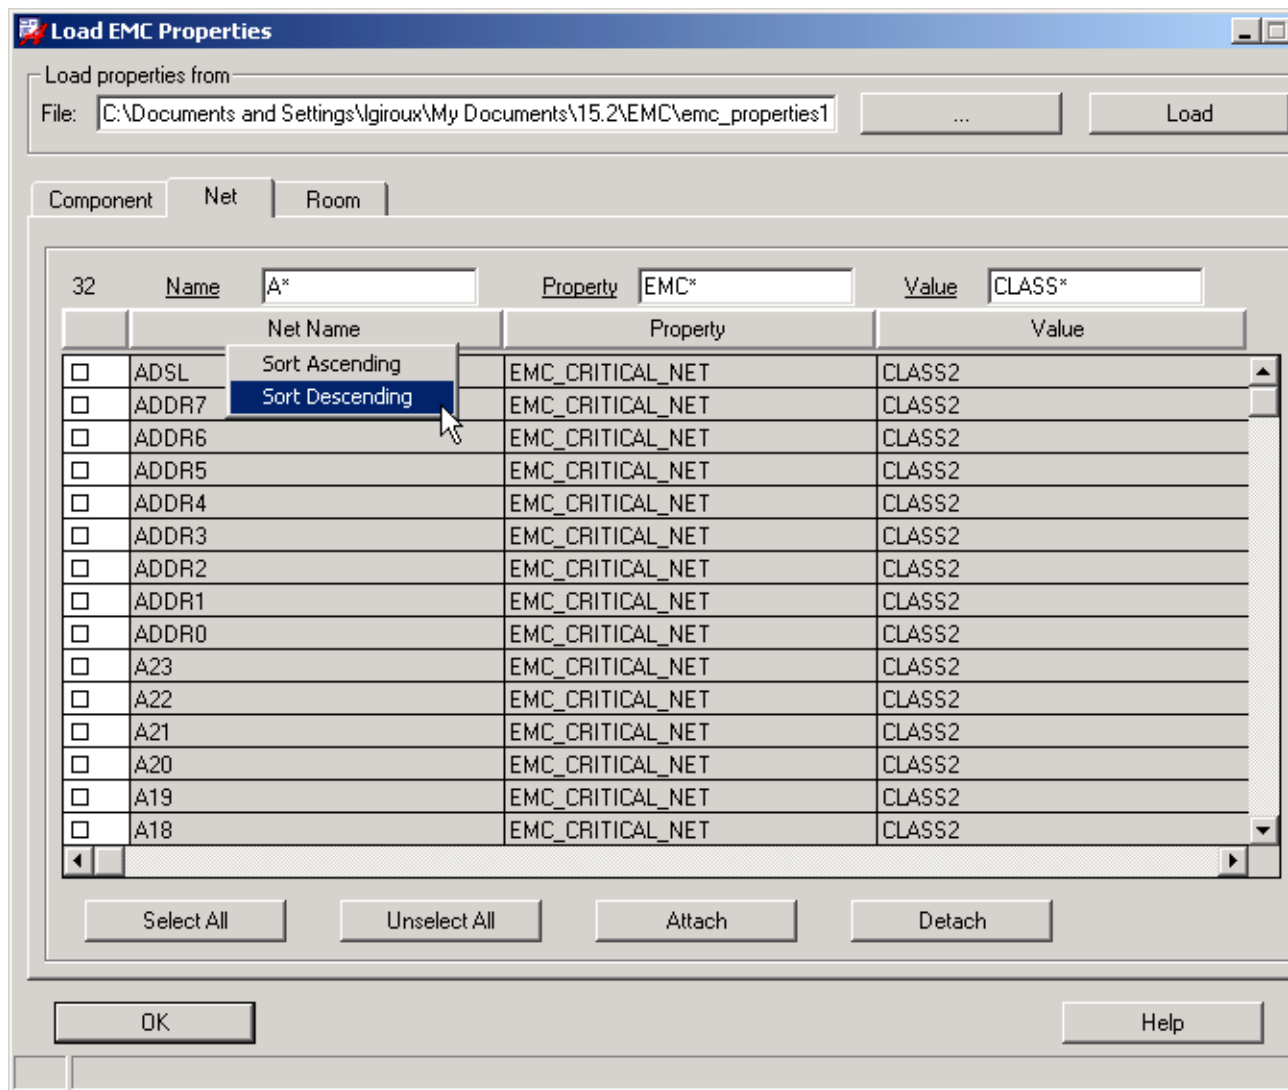 Load EMC Properties
Load properties from
File: C:\Documents and Settings\lgiroux\My Documents\15.2\EMC\emc_properties1 ... Load
Component Net Room
32 Name A* Property EMC* Value CLASS*
Net Name Property Value
Sort Ascending
Sort Descending
ADSL EMC_CRITICAL_NET CLASS2
ADDR7 EMC_CRITICAL_NET CLASS2
ADDR6 EMC_CRITICAL_NET CLASS2
ADDR5 EMC_CRITICAL_NET CLASS2
ADDR4 EMC_CRITICAL_NET CLASS2
ADDR3 EMC_CRITICAL_NET CLASS2
ADDR2 EMC_CRITICAL_NET CLASS2
ADDR1 EMC_CRITICAL_NET CLASS2
ADDR0 EMC_CRITICAL_NET CLASS2
A23 EMC_CRITICAL_NET CLASS2
A22 EMC_CRITICAL_NET CLASS2
A21 EMC_CRITICAL_NET CLASS2
A20 EMC_CRITICAL_NET CLASS2
A19 EMC_CRITICAL_NET CLASS2
A18 EMC_CRITICAL_NET CLASS2
Select All Unselect All Attach Detach
OK Help